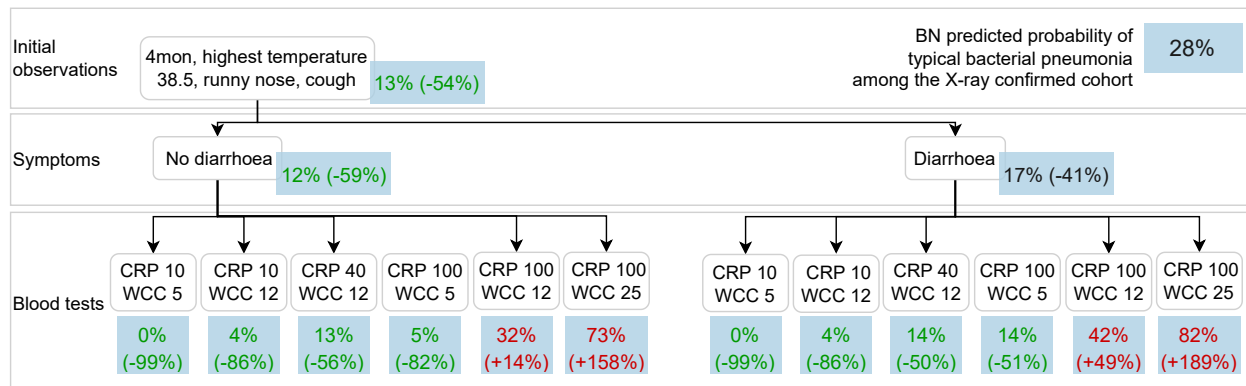 Initial
observations
4mon, highest temperature
38.5, runny nose, cough
13% (-54%)
BN predicted probability of
typical bacterial pneumonia
among the X-ray confirmed cohort
28%
Symptoms
No diarrhoea
12% (-59%)
Diarrhoea
17% (-41%)
Blood tests
CRP 10
WCC 5
0%
(-99%)
CRP 10
WCC 12
4%
(-86%)
CRP 40
WCC 12
13%
(-56%)
CRP 100
WCC 5
5%
(-82%)
CRP 100
WCC 12
32%
(+14%)
CRP 100
WCC 25
73%
(+158%)
CRP 10
WCC 5
0%
(-99%)
CRP 10
WCC 12
4%
(-86%)
CRP 40
WCC 12
14%
(-50%)
CRP 100
WCC 5
14%
(-51%)
CRP 100
WCC 12
42%
(+49%)
CRP 100
WCC 25
82%
(+189%)